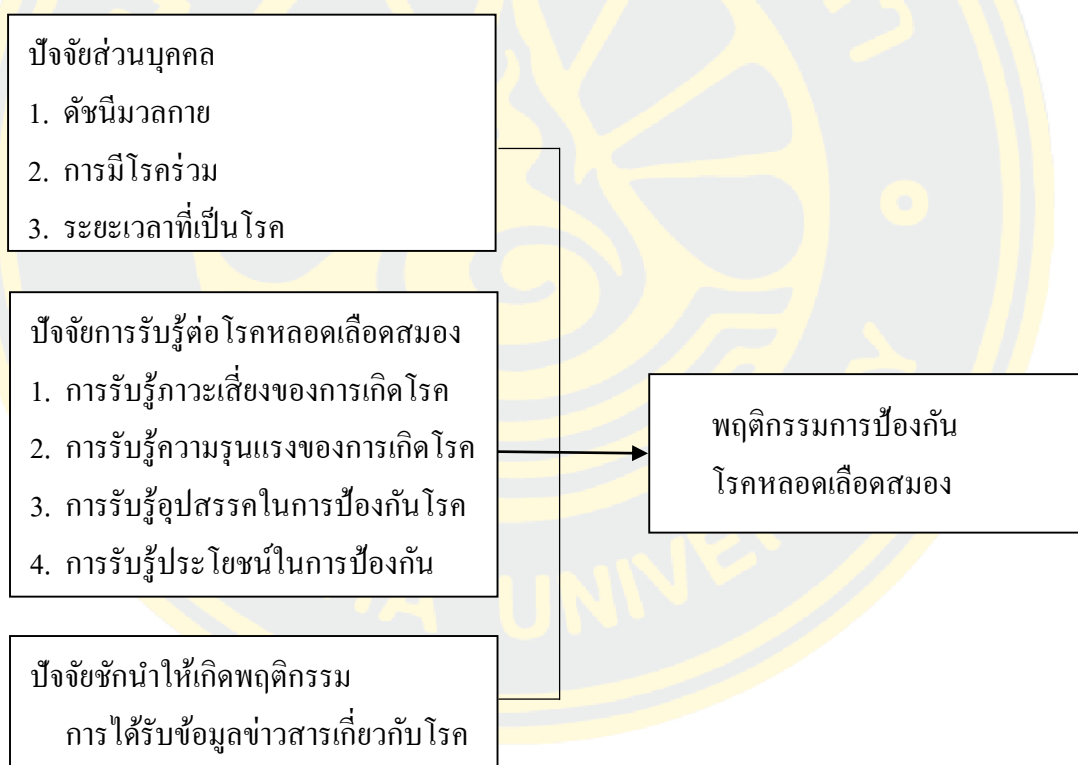 ปัจจัยส่วนบุคคล
1. ดัชนีมวลกาย
2. การมีโรคร่วม
3. ระยะเวลาที่เป็นโรค
ปัจจัยการรับรู้ต่อโรคหลอดเลือดสมอง
1. การรับรู้ภาวะเสี่ยงของการเกิดโรค
2. การรับรู้ความรุนแรงของการเกิดโรค
3. การรับรู้อุปสรรคในการป้องกันโรค
4. การรับรู้ประโยชน์ในการป้องกัน
ปัจจัยชักนำให้เกิดพฤติกรรม
การได้รับข้อมูลข่าวสารเกี่ยวกับโรค
พฤติกรรมการป้องกัน
โรคหลอดเลือดสมอง